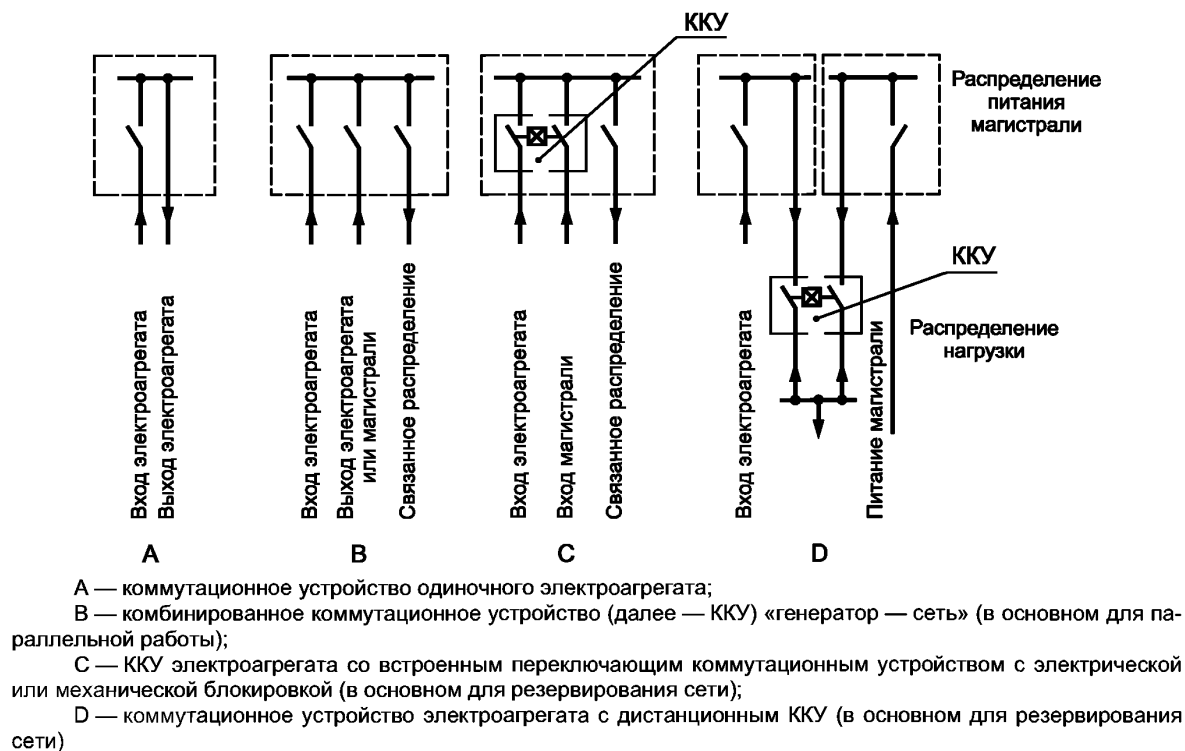 ККУ
Распределение
питания
магистрали
ККУ
Распределение
нагрузки
Вход электроагрегата
Выход электроагрегата
Вход электроагрегата
Выход электроагрегата
или магистрали
Связанное распределение
Вход электроагрегата
Вход магистрали
Связанное распределение
Вход электроагрегата
Питание магистрали
A
B
C
D
A — коммутационное устройство одиночного электроагрегата;
B — комбинированное коммутационное устройство (далее — ККУ) «генератор — сеть» (в основном для па-
раллельной работы);
C — ККУ электроагрегата со встроенным переключающим коммутационным устройством с электрической
или механической блокировкой (в основном для резервирования сети);
D — коммутационное устройство электроагрегата с дистанционным ККУ (в основном для резервирования
сети)